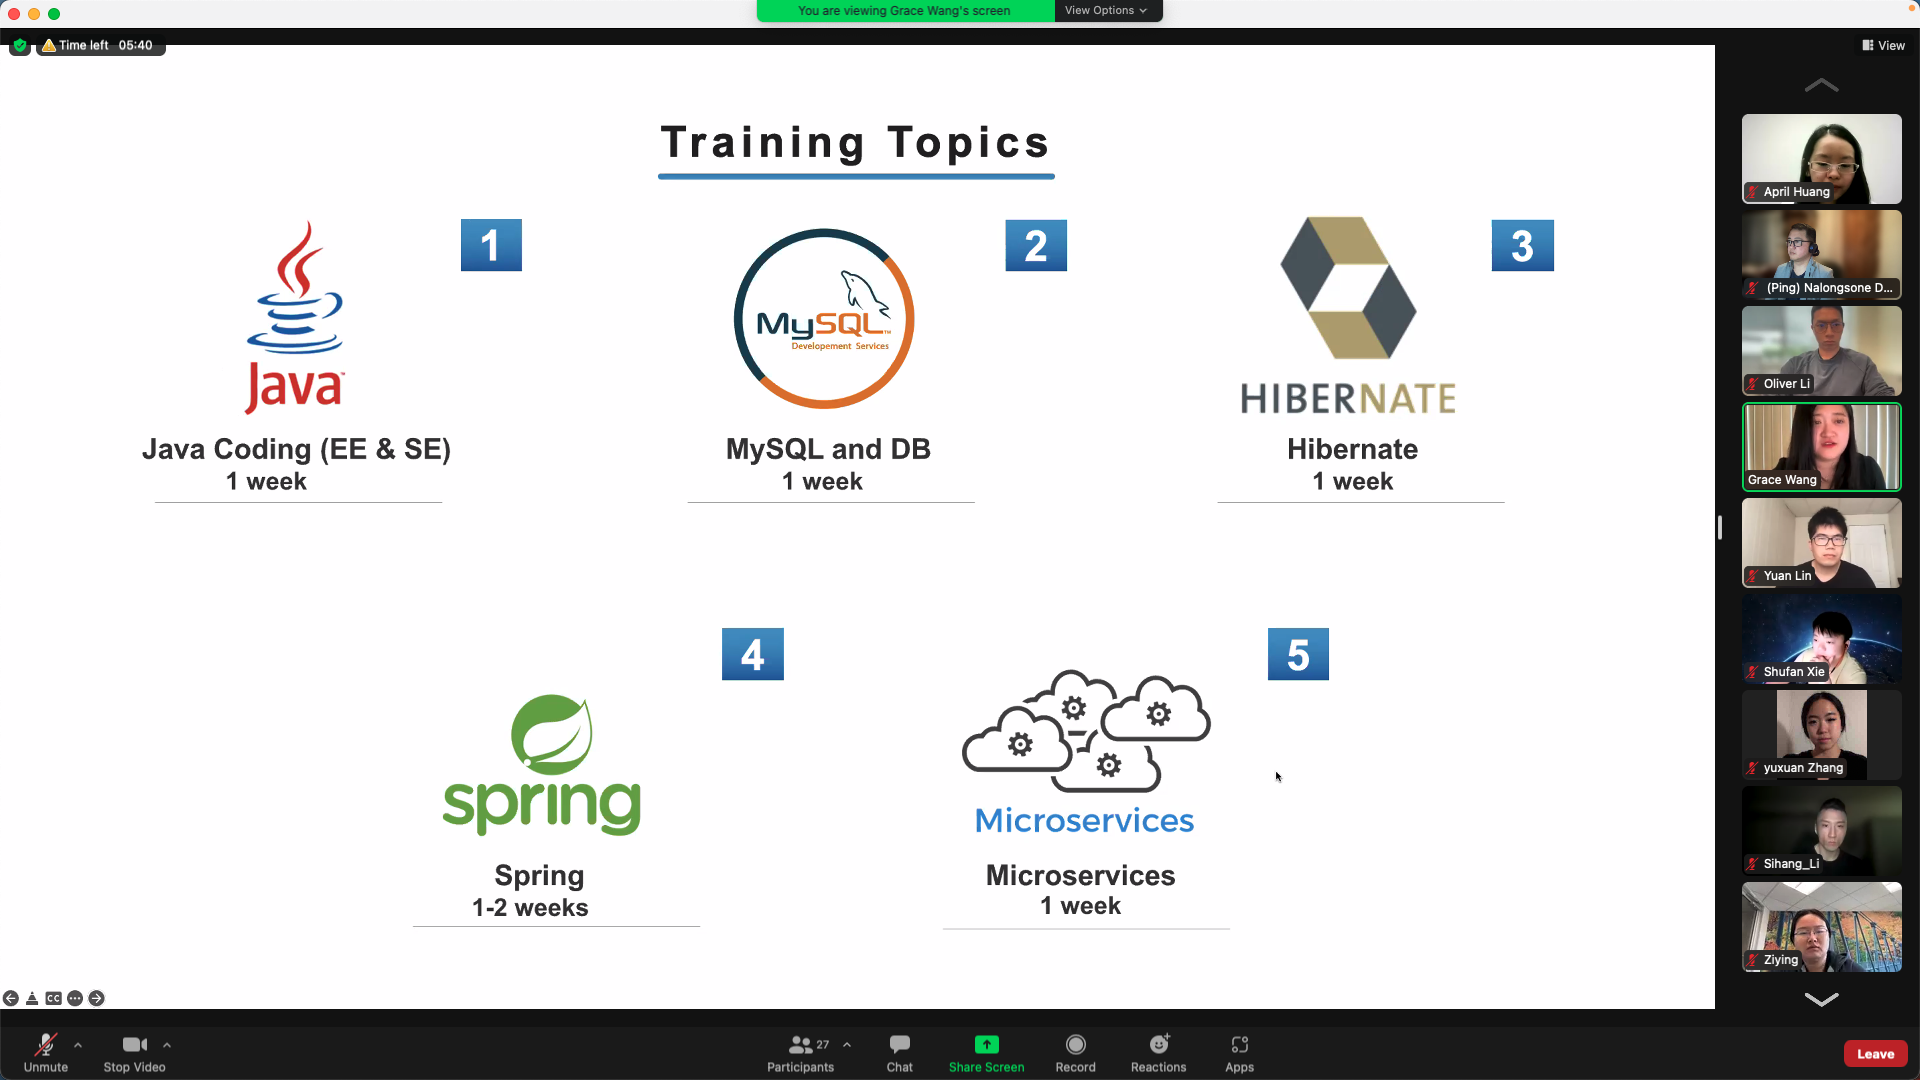 You are viewing Grace Wang's screen
View Options
Time left 05:40
View
Training Topics
1
Java
Java Coding (EE & SE)
1 week
2
MySQL™
Developement Services
MySQL and DB
1 week
3
HIBERNATE
Hibernate
1 week
4
spring
Spring
1-2 weeks
5
Microservices
Microservices
1 week
April Huang
(Ping) Nalongsone D...
Oliver Li
Grace Wang
Yuan Lin
Shufan Xie
yuxuan Zhang
Sihang_Li
Ziying
CC
Unmute
Stop Video
27
Participants
Chat
Share Screen
Record
Reactions
Apps
Leave